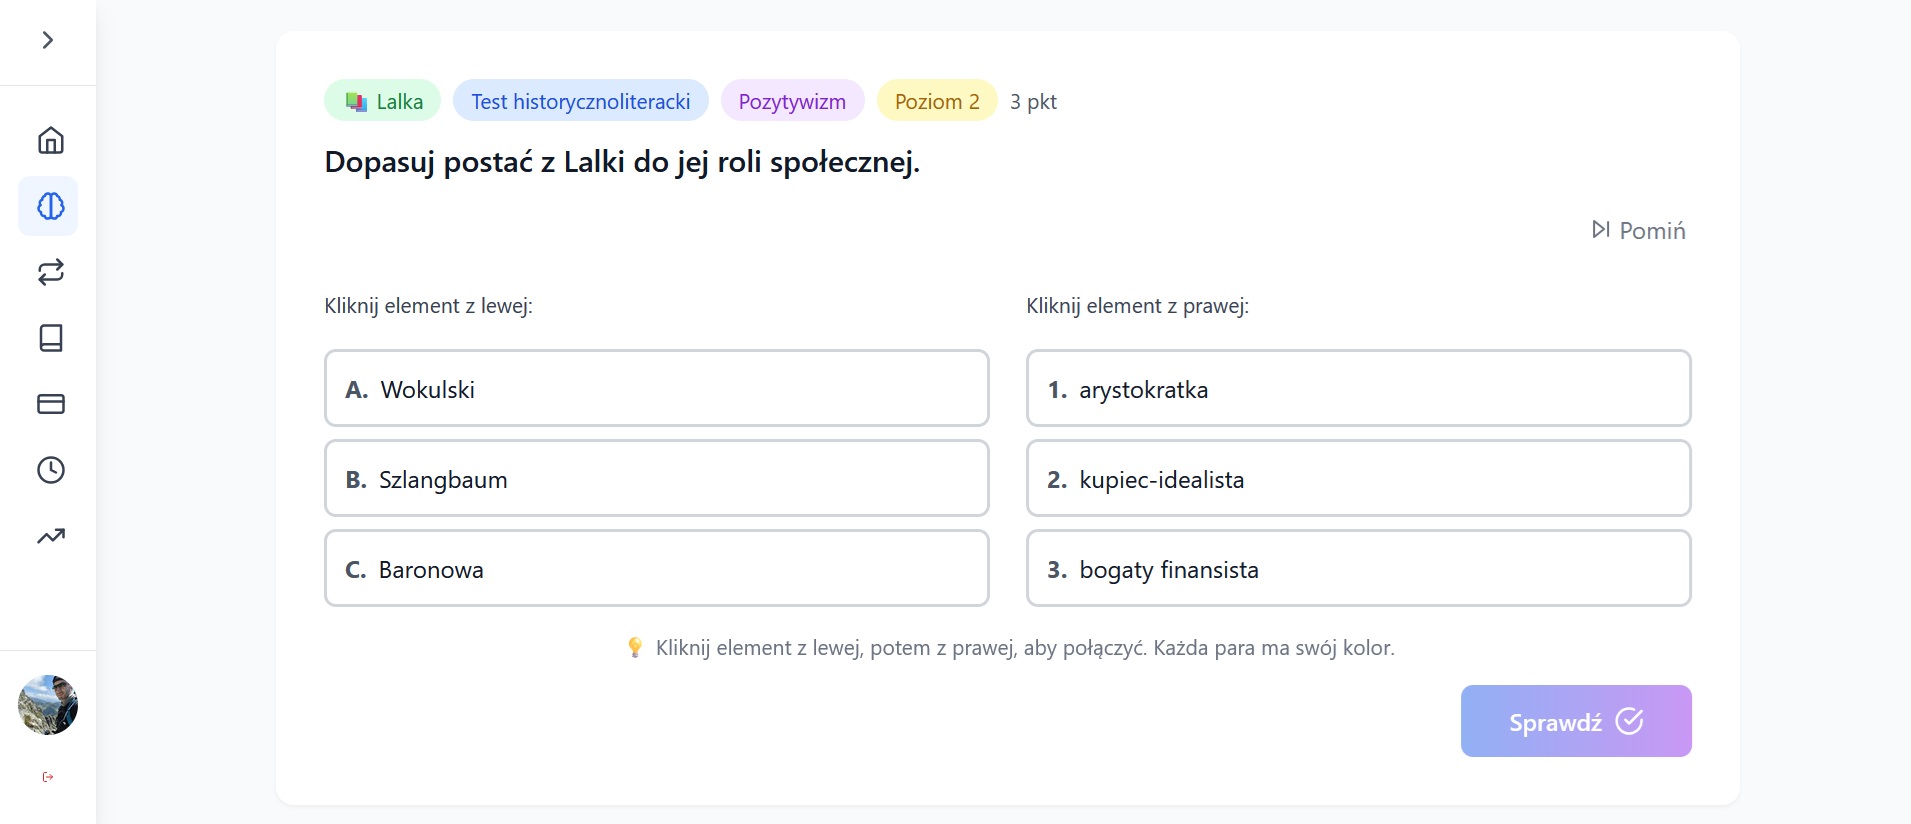 Lalka
Test historycznoliteracki
Pozytywizm
Poziom 2
3 pkt
Dopasuj postać z Lalki do jej roli społecznej.
Pomiń
Kliknij element z lewej:
A. Wokulski
B. Szlangbaum
C. Baronowa
Kliknij element z prawej:
1. arystokratka
2. kupiec-idealista
3. bogaty finansista
Kliknij element z lewej, potem z prawej, aby połączyć. Każda para ma swój kolor.
Sprawdź